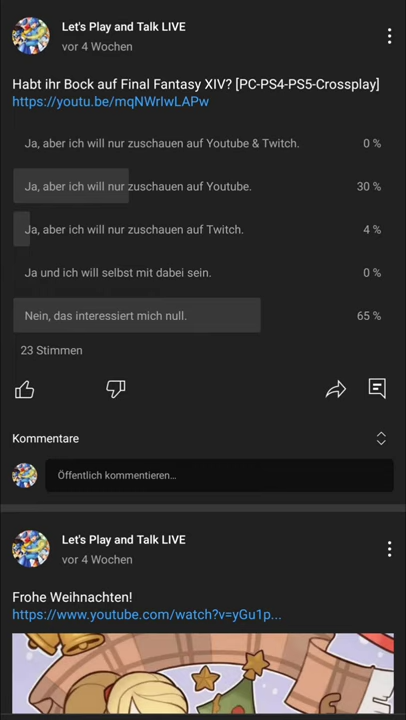 Let's Play and Talk LIVE
vor 4 Wochen
Habt ihr Bock auf Final Fantasy XIV? [PC-PS4-PS5-Crossplay]
https://youtu.be/mqNWrIwLAPw
Ja, aber ich will nur zuschauen auf Youtube & Twitch. 0 %
Ja, aber ich will nur zuschauen auf Youtube. 30 %
Ja, aber ich will nur zuschauen auf Twitch. 4 %
Ja und ich will selbst mit dabei sein. 0 %
Nein, das interessiert mich null. 65 %
23 Stimmen
Kommentare
Öffentlich kommentieren...
Let's Play and Talk LIVE
vor 4 Wochen
Frohe Weihnachten!
https://www.youtube.com/watch?v=yGu1p...